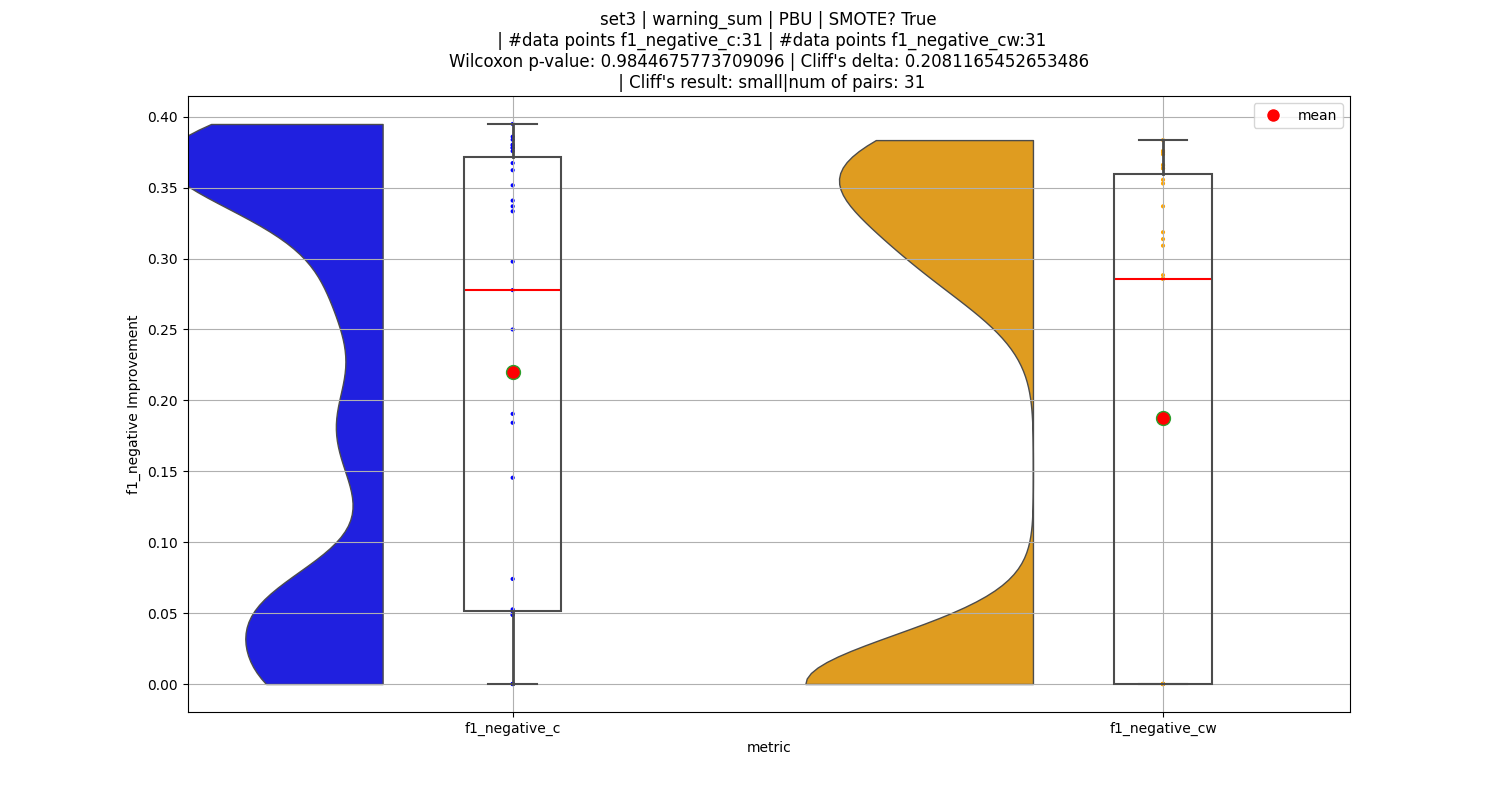 set3 | warning_sum | PBU | SMOTE? True
| #data points f1_negative_c:31 | #data points f1_negative_cw:31
Wilcoxon p-value: 0.9844675773709096 | Cliff's delta: 0.2081165452653486
| Cliff's result: small|num of pairs: 31
mean
0.40
0.35
0.30
0.25
0.20
0.15
0.10
0.05
0.00
f1_negative Improvement
f1_negative_c
f1_negative_cw
metric